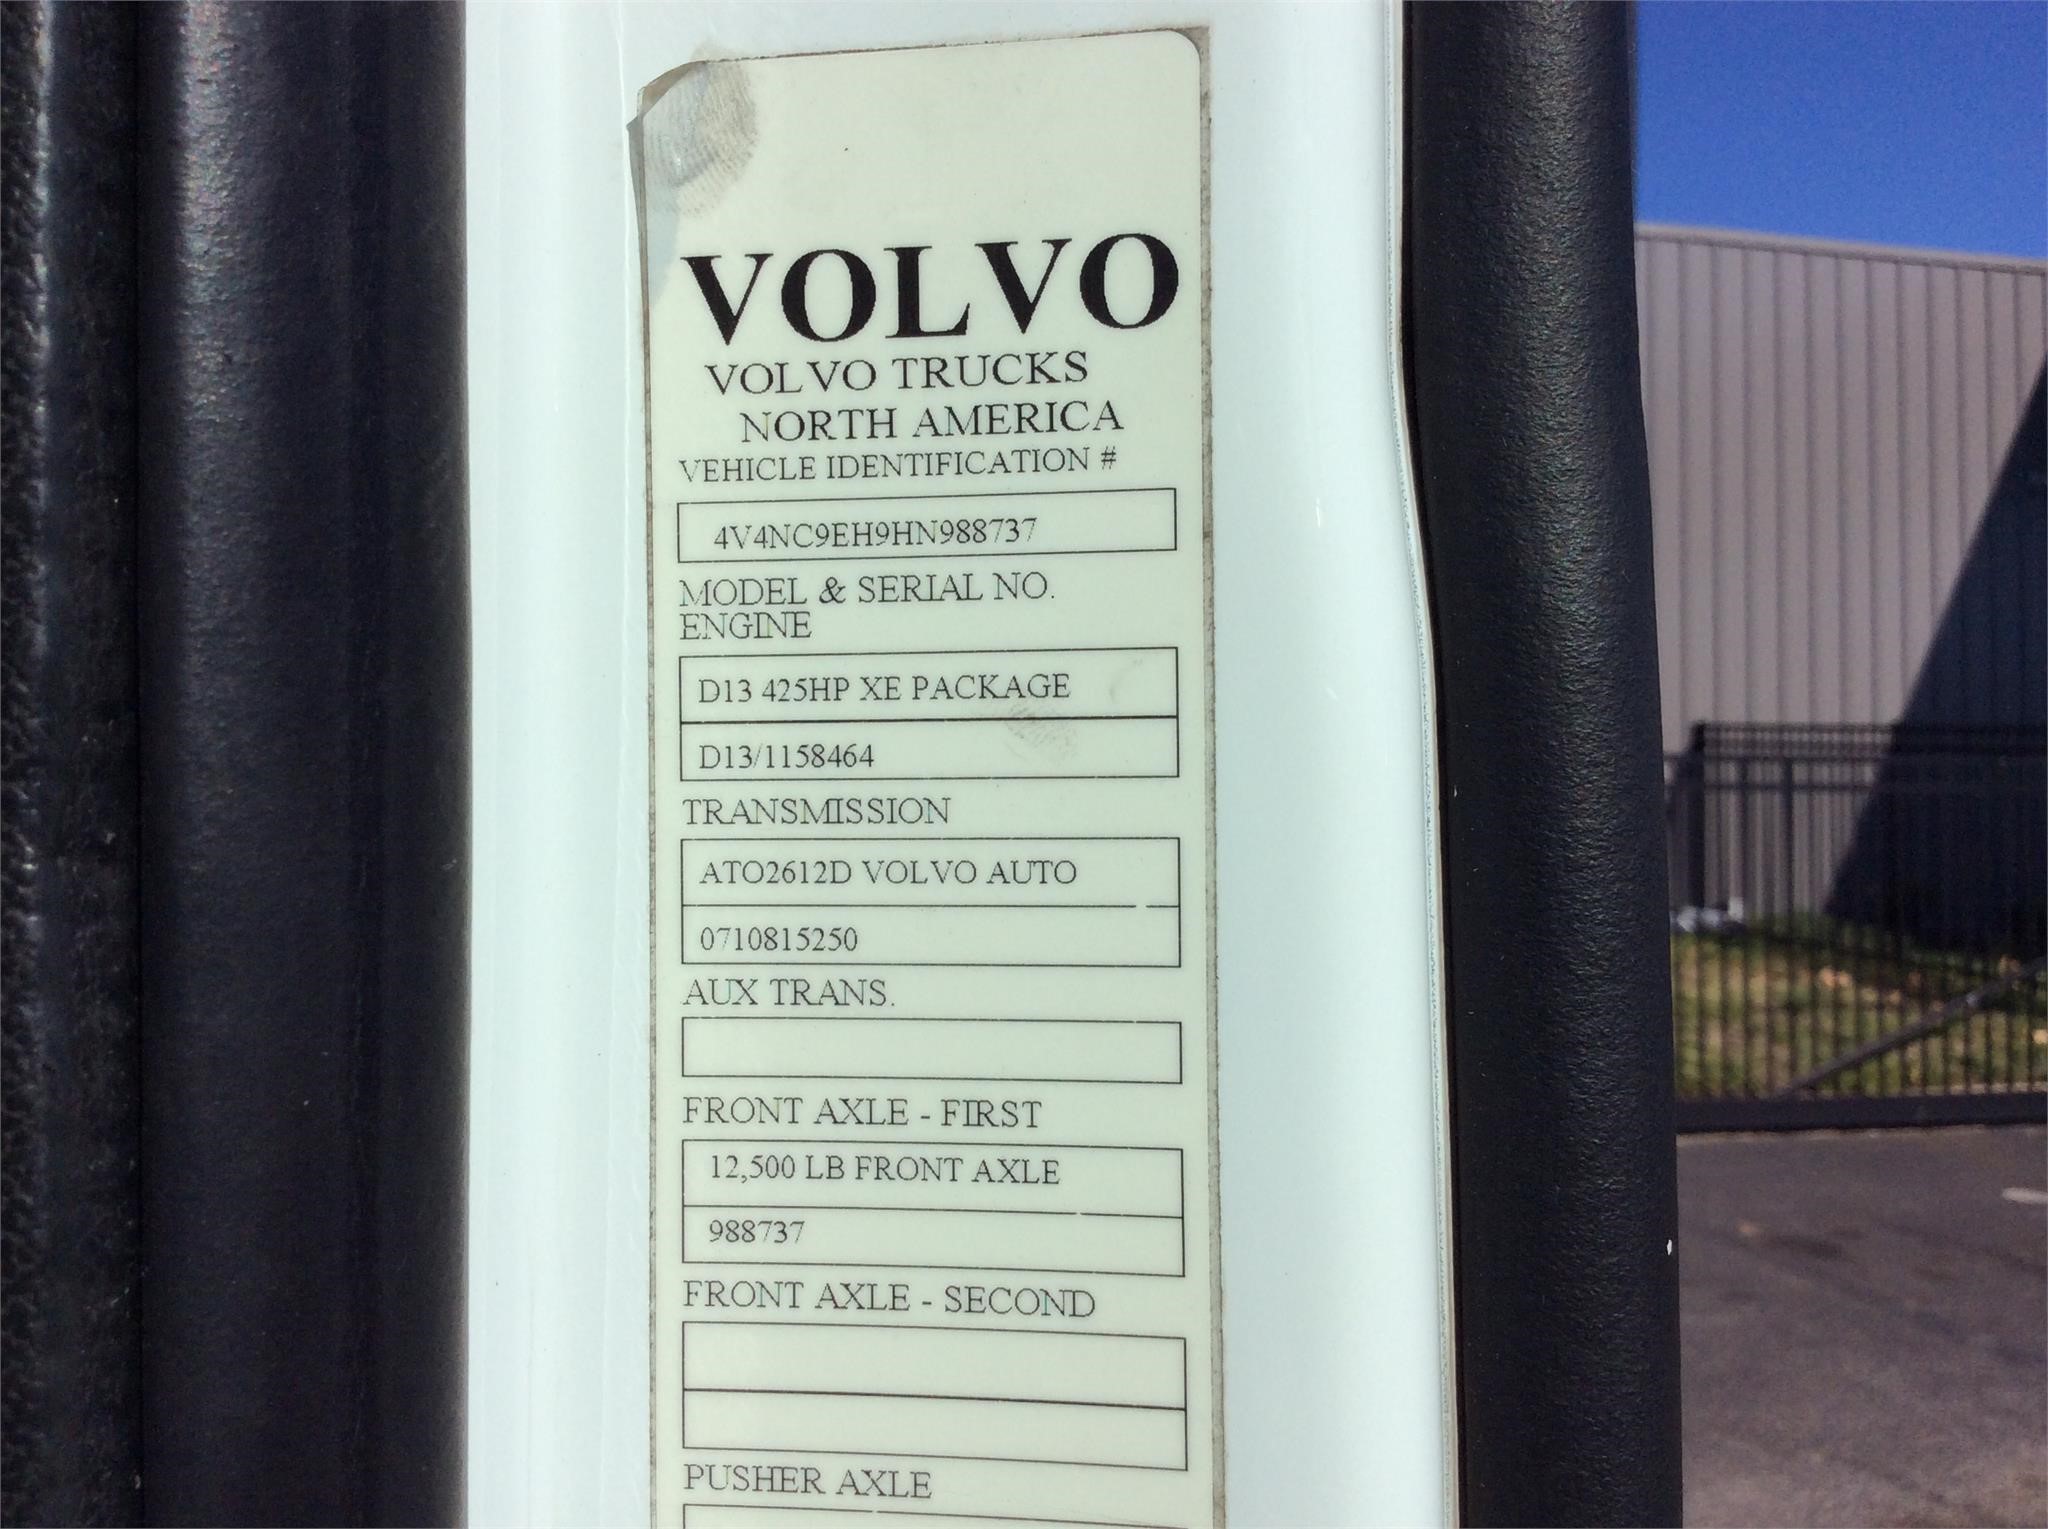 VOLVO
VOLVO TRUCKS
NORTH AMERICA
VEHICLE IDENTIFICATION #
4V4NC9EH9HN988737
MODEL & SERIAL NO.
ENGINE
D13 425HP XE PACKAGE
D13/1158464
TRANSMISSION
ATO2612D VOLVO AUTO
0710815250
AUX TRANS.
FRONT AXLE - FIRST
12,500 LB FRONT AXLE
988737
FRONT AXLE - SECOND
PUSHER AXLE